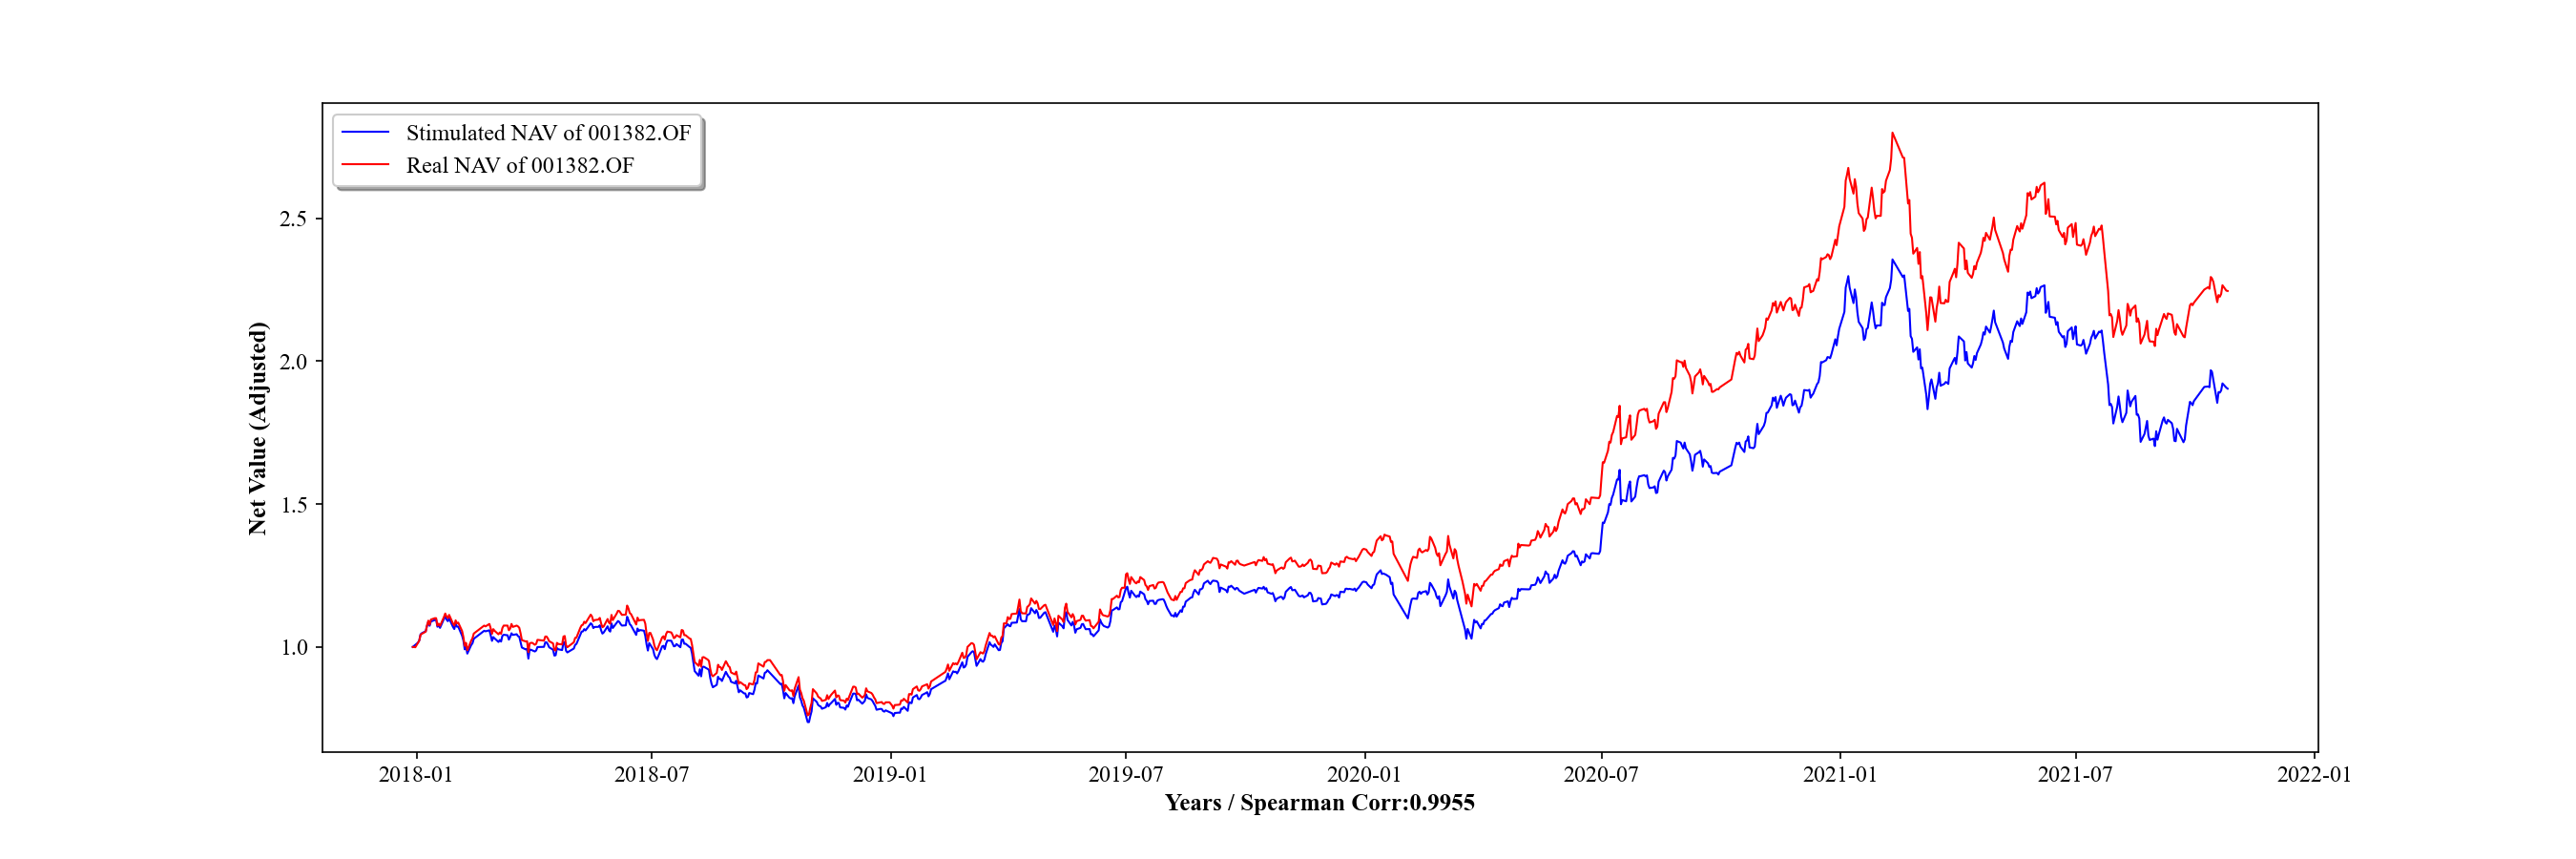 Stimulated NAV of 001382.OF
Real NAV of 001382.OF
Net Value (Adjusted)
2.5
2.0
1.5
1.0
2018-01 2018-07 2019-01 2019-07 2020-01 2020-07 2021-01 2021-07 2022-01
Years / Spearman Corr:0.9955